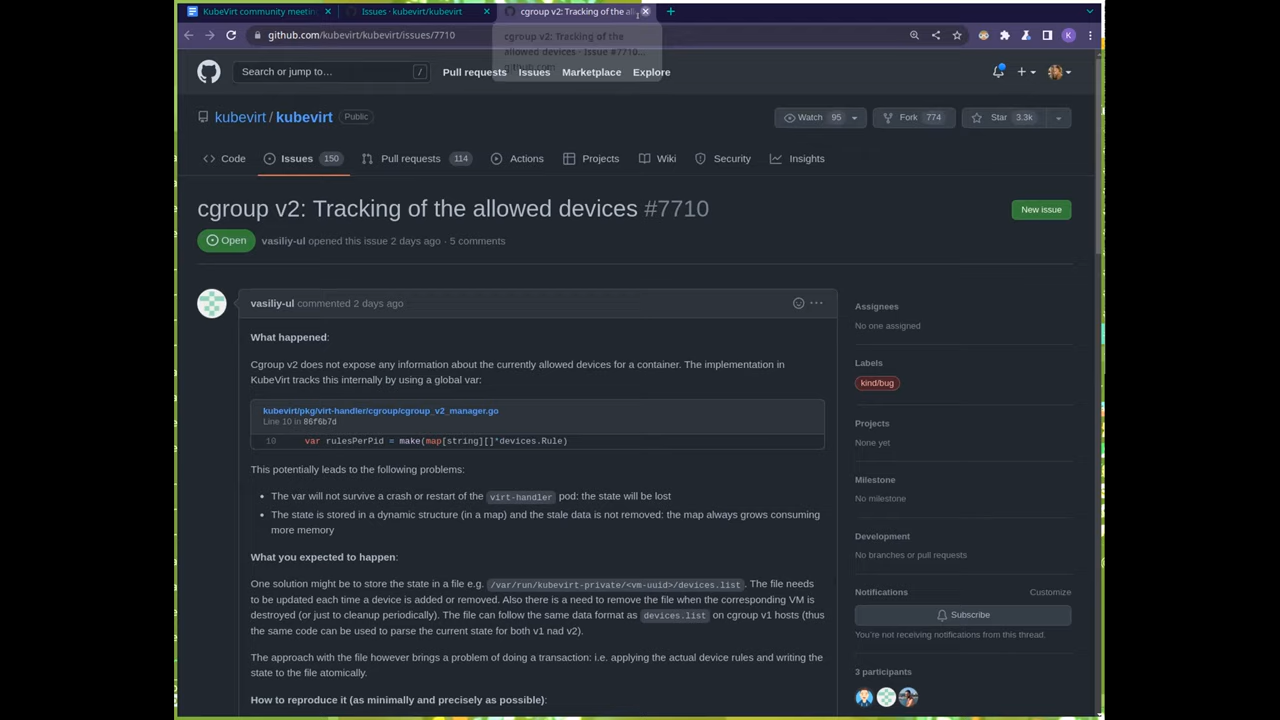 KubeVirt community meetin
Issues · kubevirt/kubevirt
cgroup v2: Tracking of the al
github.com/kubevirt/kubevirt/issues/7710
K
cgroup v2: Tracking of the
allowed devices · Issue #7710...
github.com
Search or jump to...
/
Pull requests
Issues
Marketplace
Explore
kubevirt / kubevirt
Public
Watch 95
Fork 774
Star 3.3k
Code
Issues 150
Pull requests 114
Actions
Projects
Wiki
Security
Insights
cgroup v2: Tracking of the allowed devices #7710
New issue
Open
vasiliy-ul opened this issue 2 days ago · 5 comments
vasiliy-ul commented 2 days ago
What happened:
Cgroup v2 does not expose any information about the currently allowed devices for a container. The implementation in
KubeVirt tracks this internally by using a global var:
kubevirt/pkg/virt-handler/cgroup/cgroup_v2_manager.go
Line 10 in 86f6b7d
10 var rulesPerPid = make(map[string][]*devices.Rule)
This potentially leads to the following problems:
• The var will not survive a crash or restart of the virt-handler pod: the state will be lost
• The state is stored in a dynamic structure (in a map) and the stale data is not removed: the map always grows consuming
more memory
What you expected to happen:
One solution might be to store the state in a file e.g. /var/run/kubevirt-private/<vm-uuid>/devices.list. The file needs
to be updated each time a device is added or removed. Also there is a need to remove the file when the corresponding VM is
destroyed (or just to cleanup periodically). The file can follow the same data format as devices.list on cgroup v1 hosts (thus
the same code can be used to parse the current state for both v1 nad v2).
The approach with the file however brings a problem of doing a transaction: i.e. applying the actual device rules and writing the
state to the file atomically.
How to reproduce it (as minimally and precisely as possible):
Assignees
No one assigned
Labels
kind/bug
Projects
None yet
Milestone
No milestone
Development
No branches or pull requests
Notifications
Customize
Subscribe
You're not receiving notifications from this thread.
3 participants